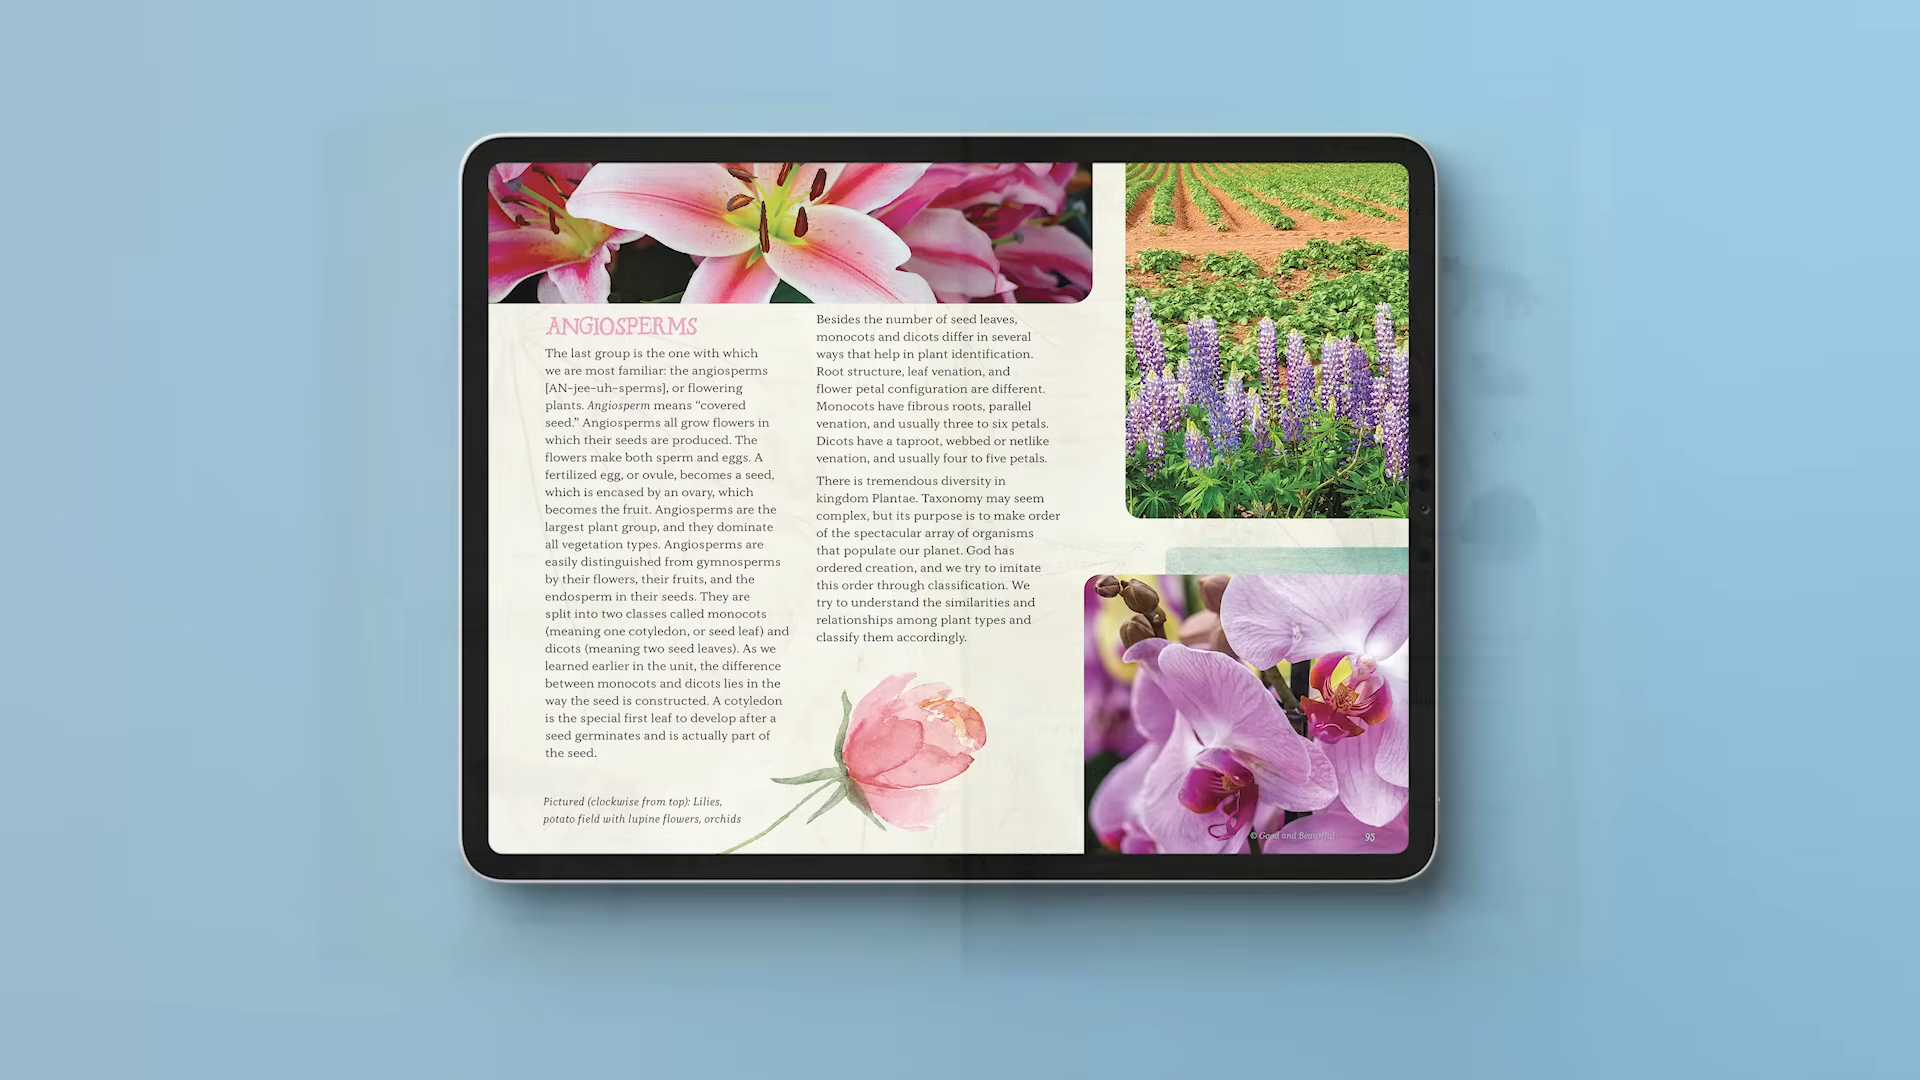 ANGIOSPERMS
The last group is the one with which
we are most familiar: the angiosperms
[AN–jee–uh–sperms], or flowering
plants. Angiosperm means “covered
seed.” Angiosperms all grow flowers in
which their seeds are produced. The
flowers make both sperm and eggs. A
fertilized egg, or ovule, becomes a seed,
which is encased by an ovary, which
becomes the fruit. Angiosperms are the
largest plant group, and they dominate
all vegetation types. Angiosperms are
easily distinguished from gymnosperms
by their flowers, their fruits, and the
endosperm in their seeds. They are
split into two classes called monocots
(meaning one cotyledon, or seed leaf) and
dicots (meaning two seed leaves). As we
learned earlier in the unit, the difference
between monocots and dicots lies in the
way the seed is constructed. A cotyledon
is the special first leaf to develop after a
seed germinates and is actually part of
the seed.
Pictured (clockwise from top): Lilies,
potato field with lupine flowers, orchids
Besides the number of seed leaves,
monocots and dicots differ in several
ways that help in plant identification.
Root structure, leaf venation, and
flower petal configuration are different.
Monocots have fibrous roots, parallel
venation, and usually three to six petals.
Dicots have a taproot, webbed or netlike
venation, and usually four to five petals.
There is tremendous diversity in
kingdom Plantae. Taxonomy may seem
complex, but its purpose is to make order
of the spectacular array of organisms
that populate our planet. God has
ordered creation, and we try to imitate
this order through classification. We
try to understand the similarities and
relationships among plant types and
classify them accordingly.
© Good and Beautiful
95